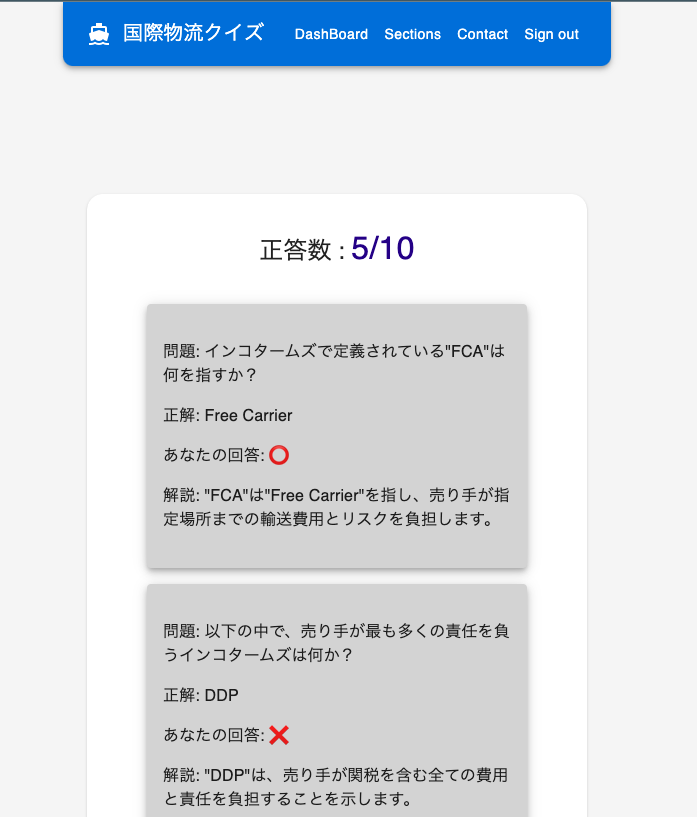 国際物流クイズ DashBoard Sections Contact Sign out
正答数 : 5/10
問題: インコタームズで定義されている"FCA"は
何を指すか？
正解: Free Carrier
あなたの回答: ⭕
解説: "FCA"は"Free Carrier"を指し、売り手が指
定場所までの輸送費用とリスクを負担します。
問題: 以下の中で、売り手が最も多くの責任を負
うインコタームズは何か？
正解: DDP
あなたの回答: ❌
解説: "DDP"は、売り手が関税を含む全ての費用
と責任を負担することを示します。